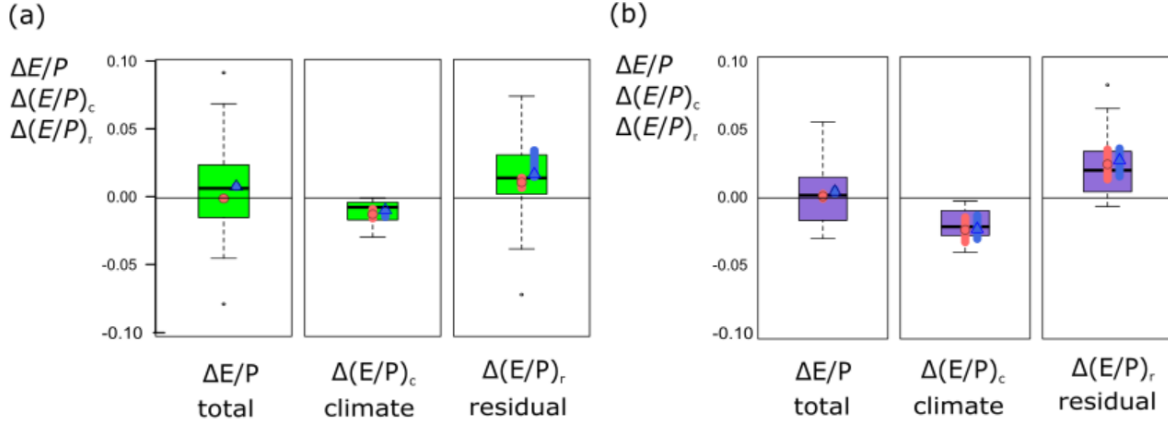 (a)
ΔE/P
Δ(E/P)c
Δ(E/P)r
0.10
0.05
0.00
-0.05
-0.10
ΔE/P
total
Δ(E/P)c
climate
Δ(E/P)r
residual
(b)
ΔE/P
Δ(E/P)c
Δ(E/P)r
0.10
0.05
0.00
-0.05
-0.10
ΔE/P
total
Δ(E/P)c
climate
Δ(E/P)r
residual